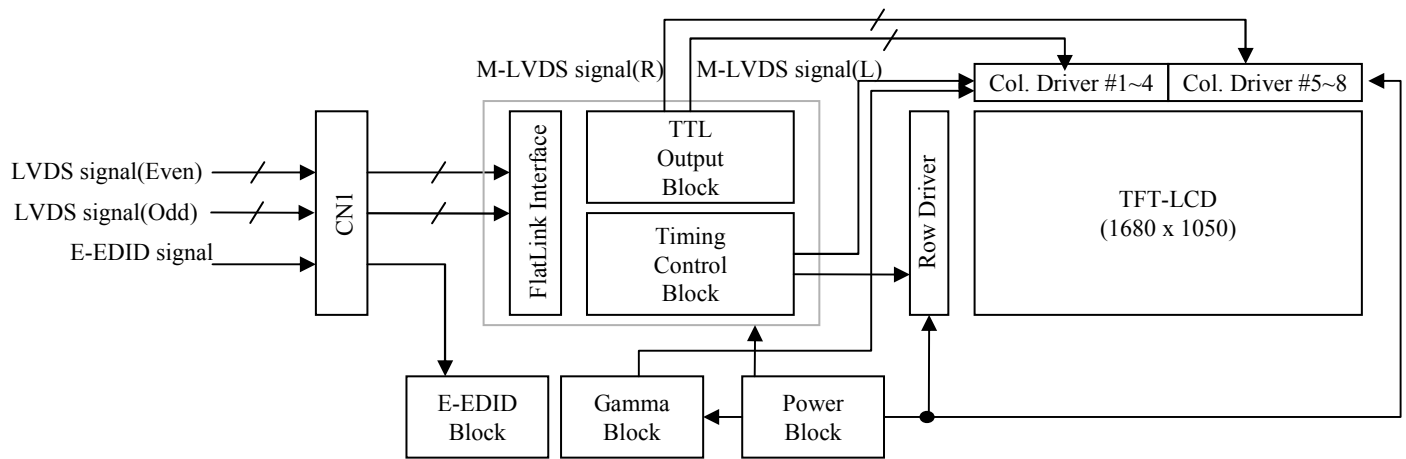 M-LVDS signal(R)
M-LVDS signal(L)
Col. Driver #1~4
Col. Driver #5~8
LVDS signal(Even)
LVDS signal(Odd)
E-EDID signal
CN1
FlatLink Interface
TTL
Output
Block
Timing
Control
Block
Row Driver
TFT-LCD
(1680 x 1050)
E-EDID
Block
Gamma
Block
Power
Block